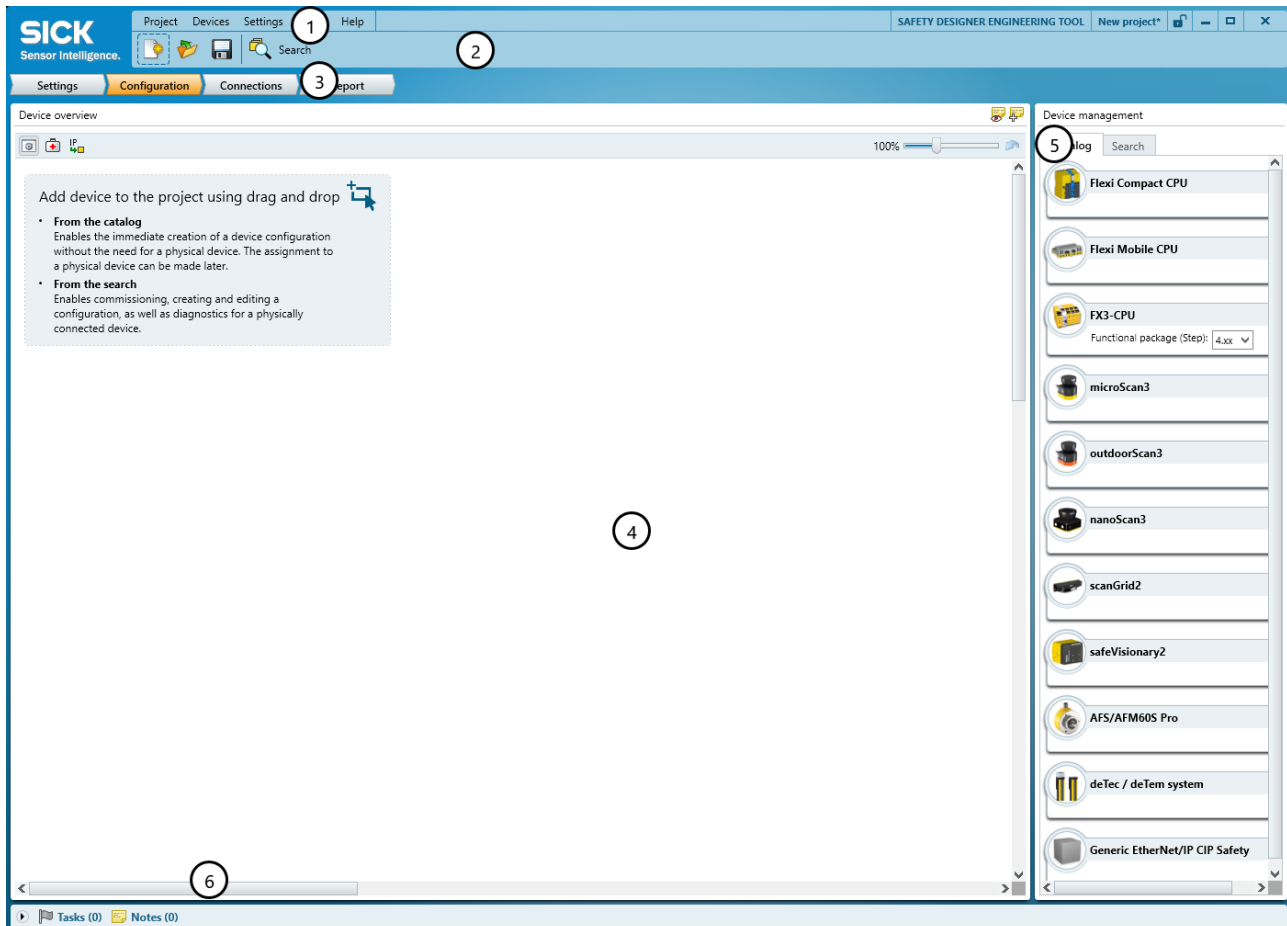 SICK
Sensor Intelligence.
Project Devices Settings Help
1
SAFETY DESIGNER ENGINEERING TOOL New project*
Search
2
Settings Configuration Connections
3
eport
Device overview
IP
100%
Add device to the project using drag and drop
• From the catalog
Enables the immediate creation of a device configuration
without the need for a physical device. The assignment to
a physical device can be made later.
• From the search
Enables commissioning, creating and editing a
configuration, as well as diagnostics for a physically
connected device.
4
6
Device management
5
log Search
Flexi Compact CPU
Flexi Mobile CPU
FX3-CPU
Functional package (Step): 4.xx
microScan3
outdoorScan3
nanoScan3
scanGrid2
safeVisionary2
AFS/AFM60S Pro
deTec / deTem system
Generic EtherNet/IP CIP Safety
Tasks (0) Notes (0)